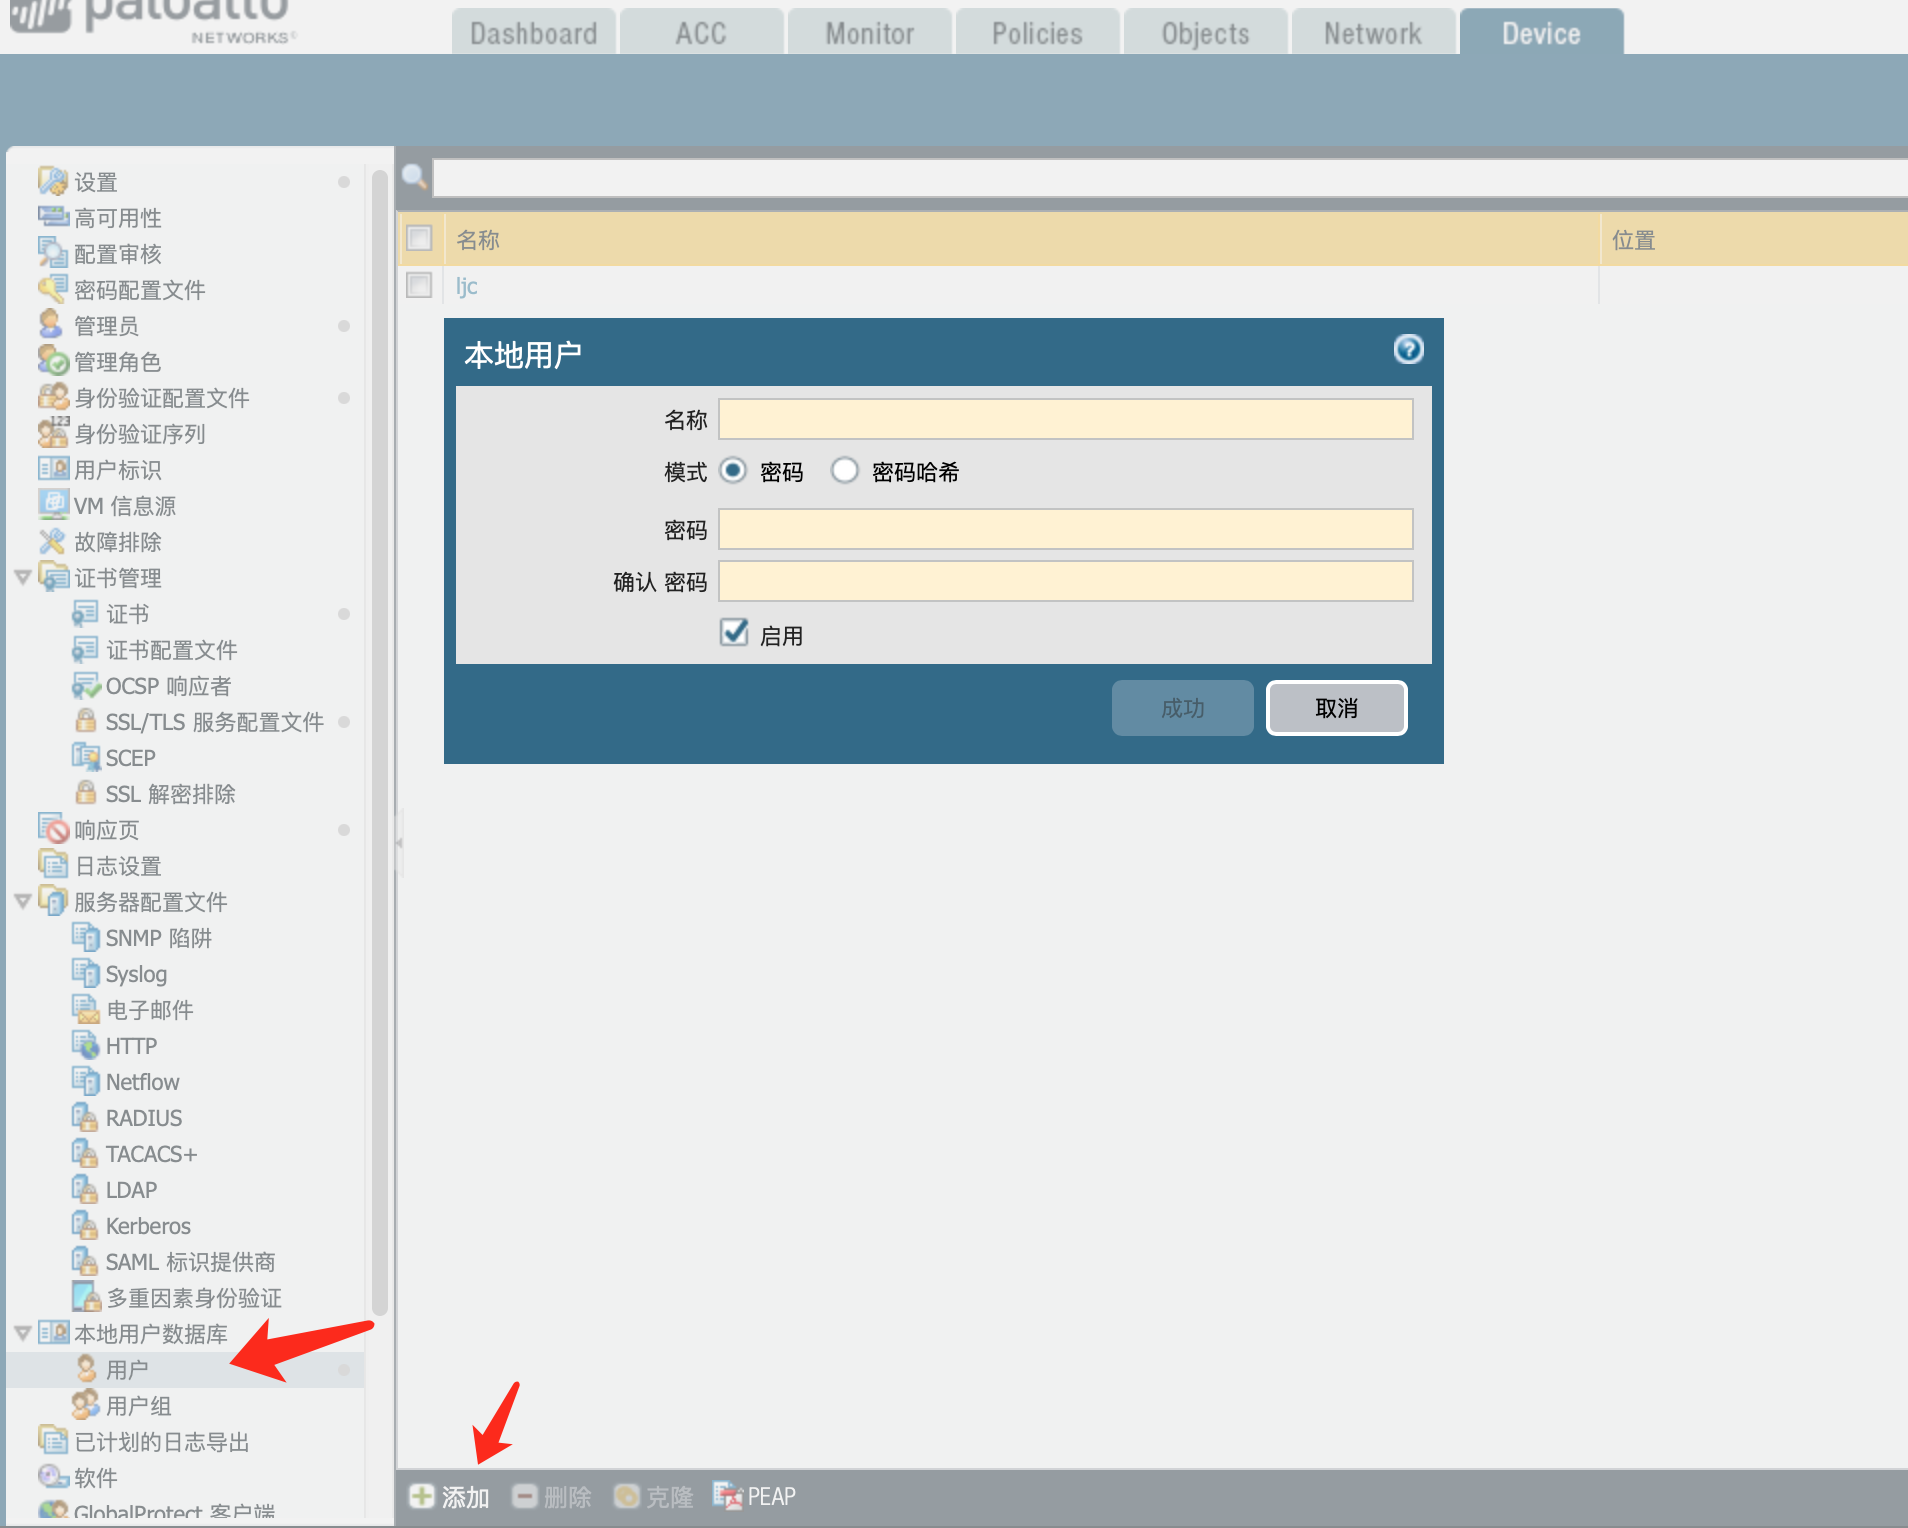 paloalto
NETWORKS
Dashboard
ACC
Monitor
Policies
Objects
Network
Device
设置
高可用性
配置审核
密码配置文件
管理员
管理角色
身份验证配置文件
123
身份验证序列
用户标识
VM 信息源
故障排除
证书管理
证书
证书配置文件
OCSP 响应者
SSL/TLS 服务配置文件
SCEP
SSL 解密排除
响应页
日志设置
服务器配置文件
SNMP 陷阱
Syslog
电子邮件
HTTP
Netflow
RADIUS
TACACS+
LDAP
Kerberos
SAML 标识提供商
多重因素身份验证
本地用户数据库
用户
用户组
已计划的日志导出
软件
GlobalProtect 客户端
名称
位置
ljc
本地用户
名称
模式
密码
密码哈希
密码
确认 密码
启用
成功
取消
添加
删除
克隆
PEAP